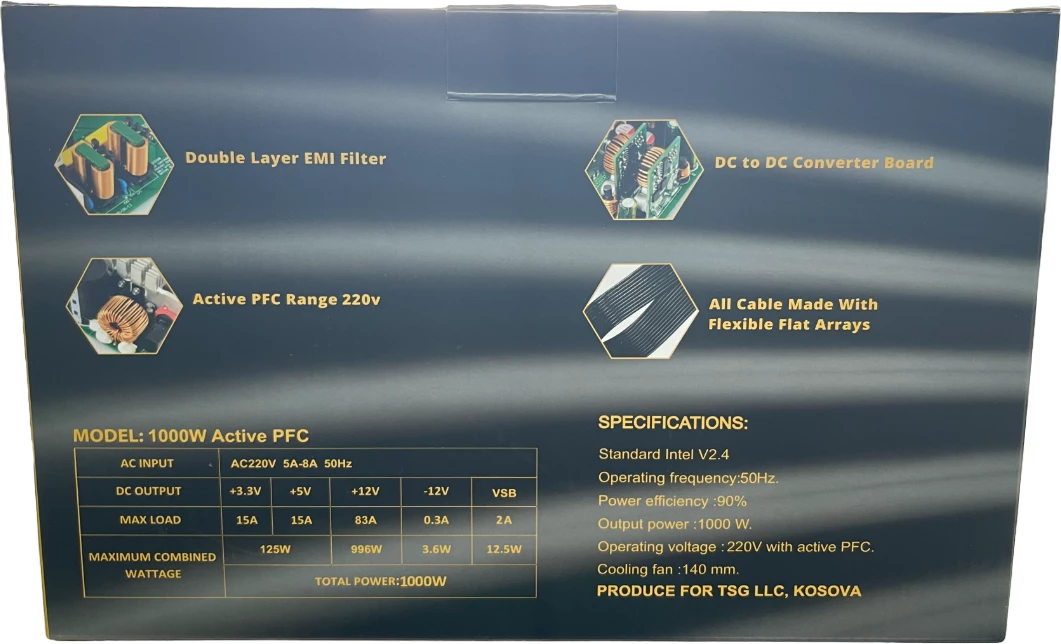 Double Layer EMI Filter
DC to DC Converter Board
Active PFC Range 220v
All Cable Made With
Flexible Flat Arrays
MODEL: 1000W Active PFC
AC INPUT AC220V 5A-8A 50Hz
DC OUTPUT +3.3V +5V +12V -12V VSB
MAX LOAD 15A 15A 83A 0.3A 2A
MAXIMUM COMBINED
WATTAGE
125W 996W 3.6W 12.5W
TOTAL POWER:1000W
SPECIFICATIONS:
Standard Intel V2.4
Operating frequency:50Hz.
Power efficiency :90%
Output power :1000 W.
Operating voltage :220V with active PFC.
Cooling fan :140 mm.
PRODUCE FOR TSG LLC, KOSOVA